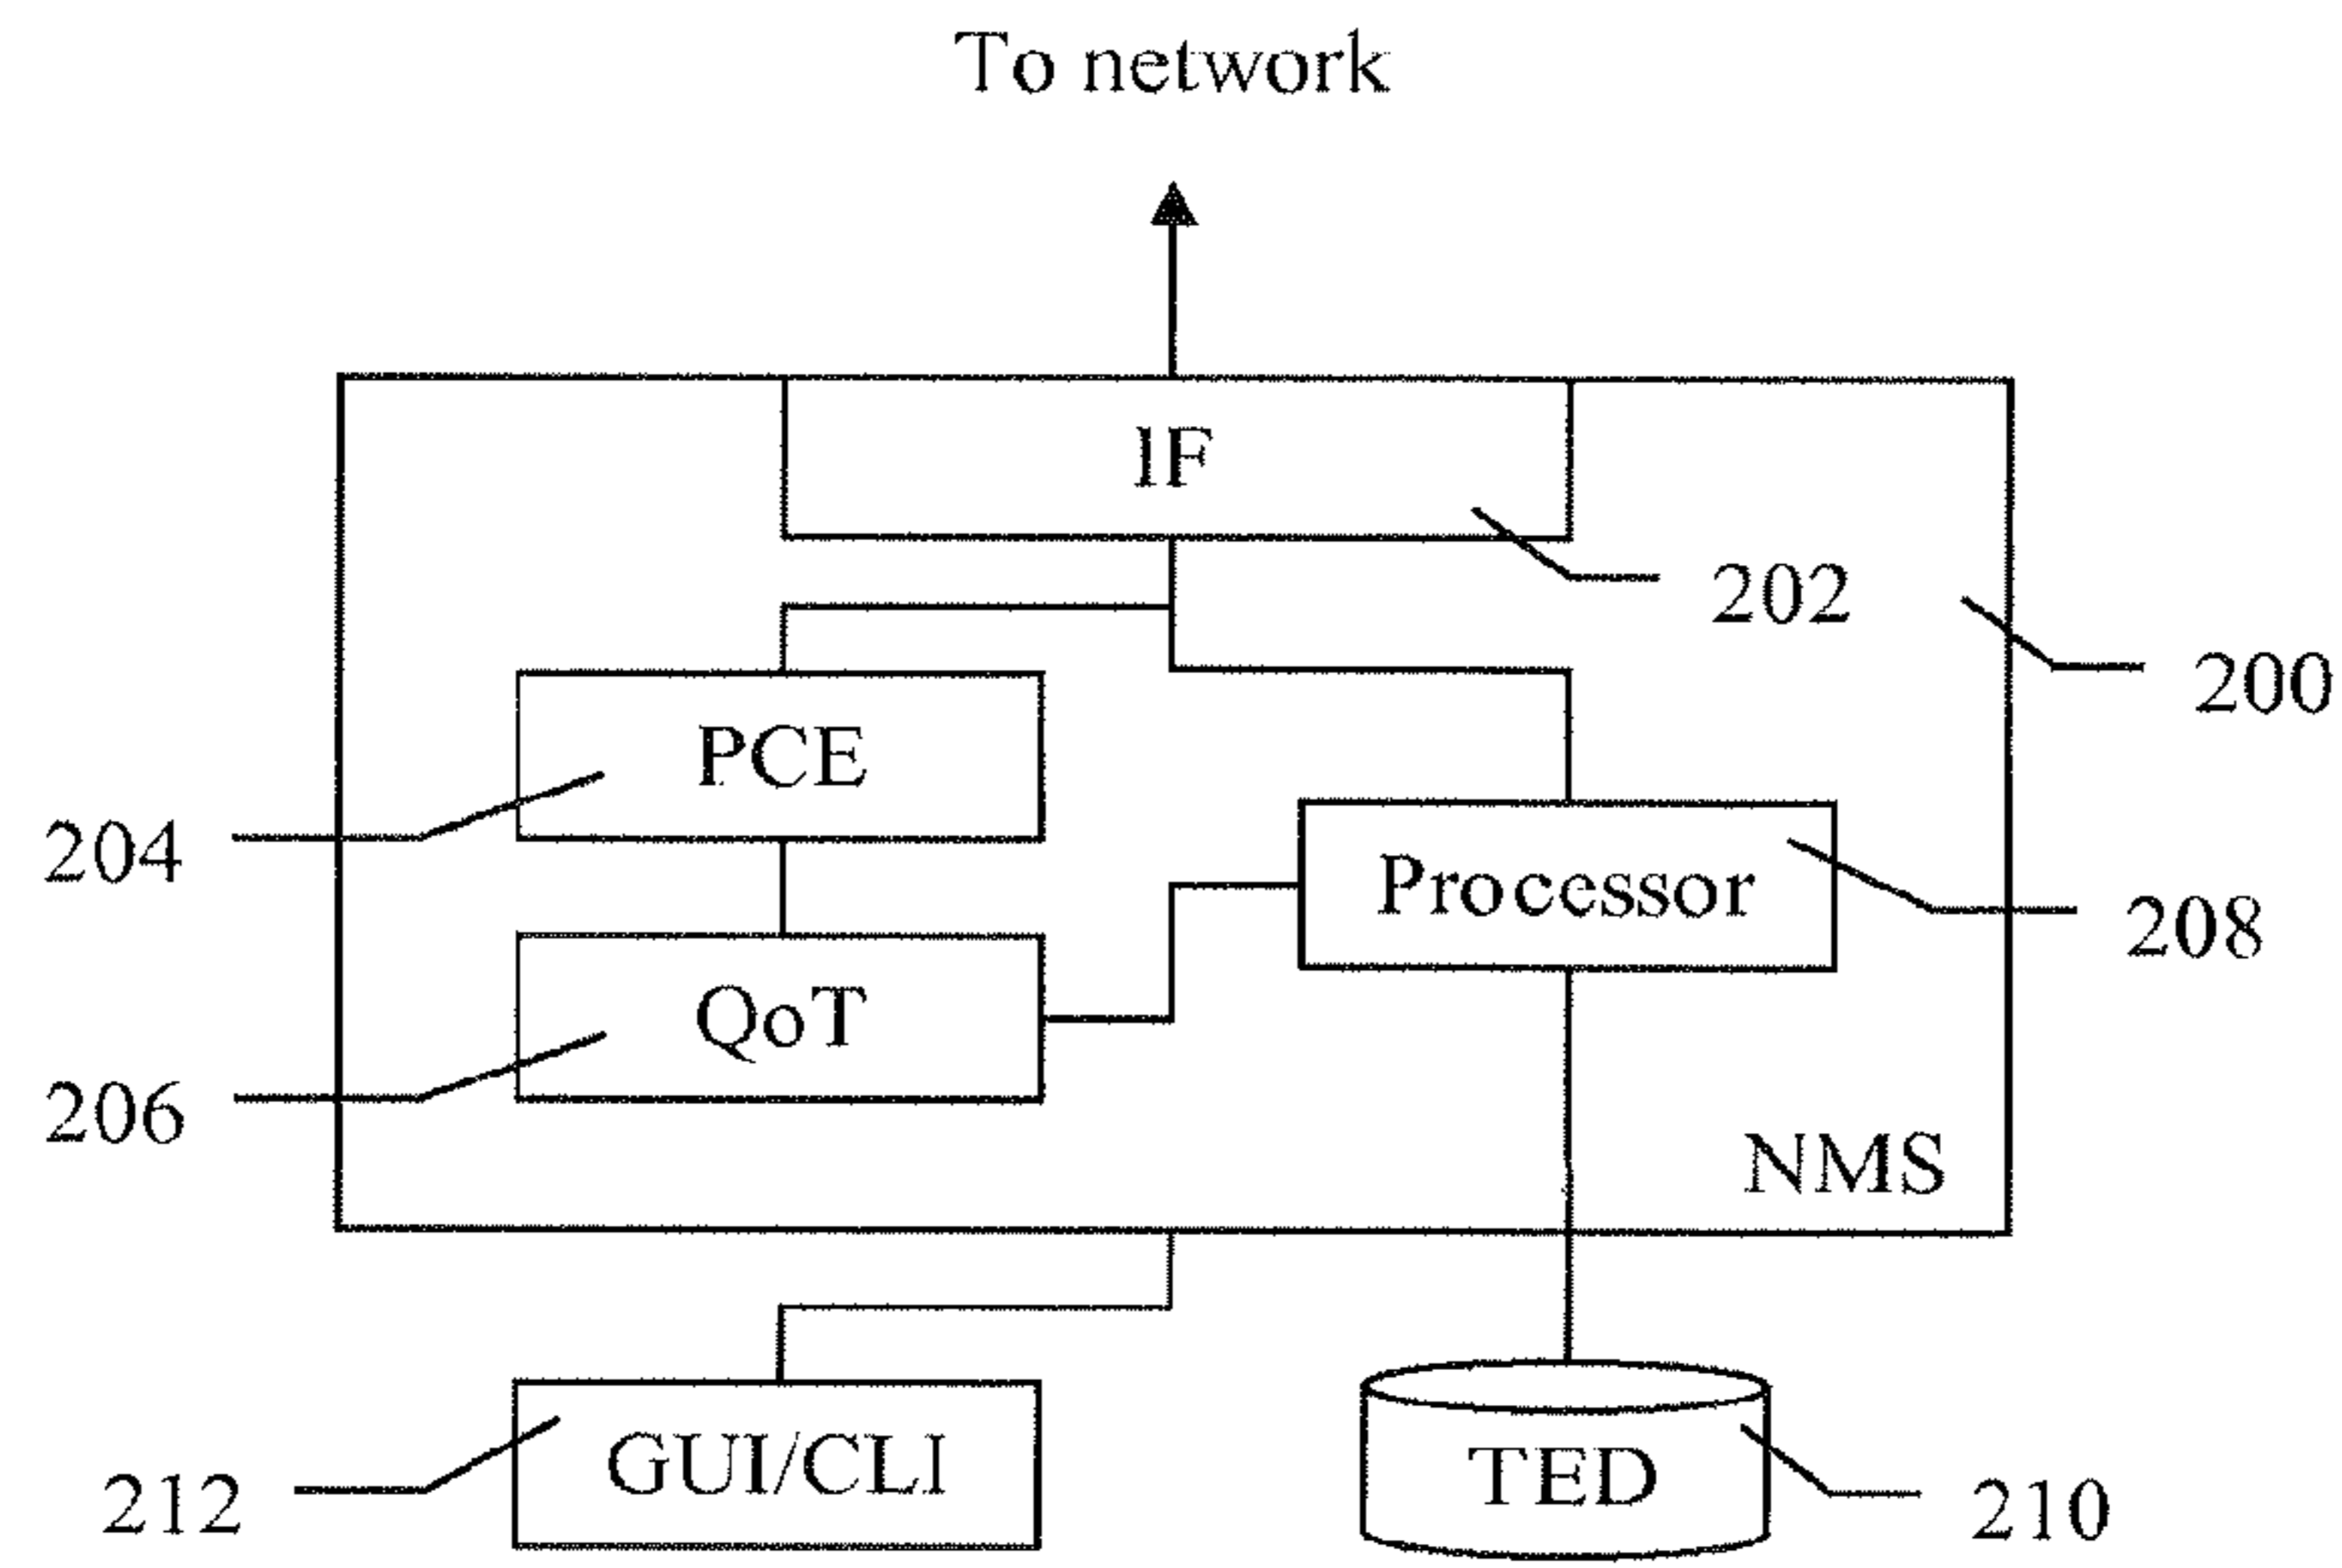 To network
IF
202
200
PCE
204
Processor
208
QoT
206
NMS
GUI/CLI
212
TED
210